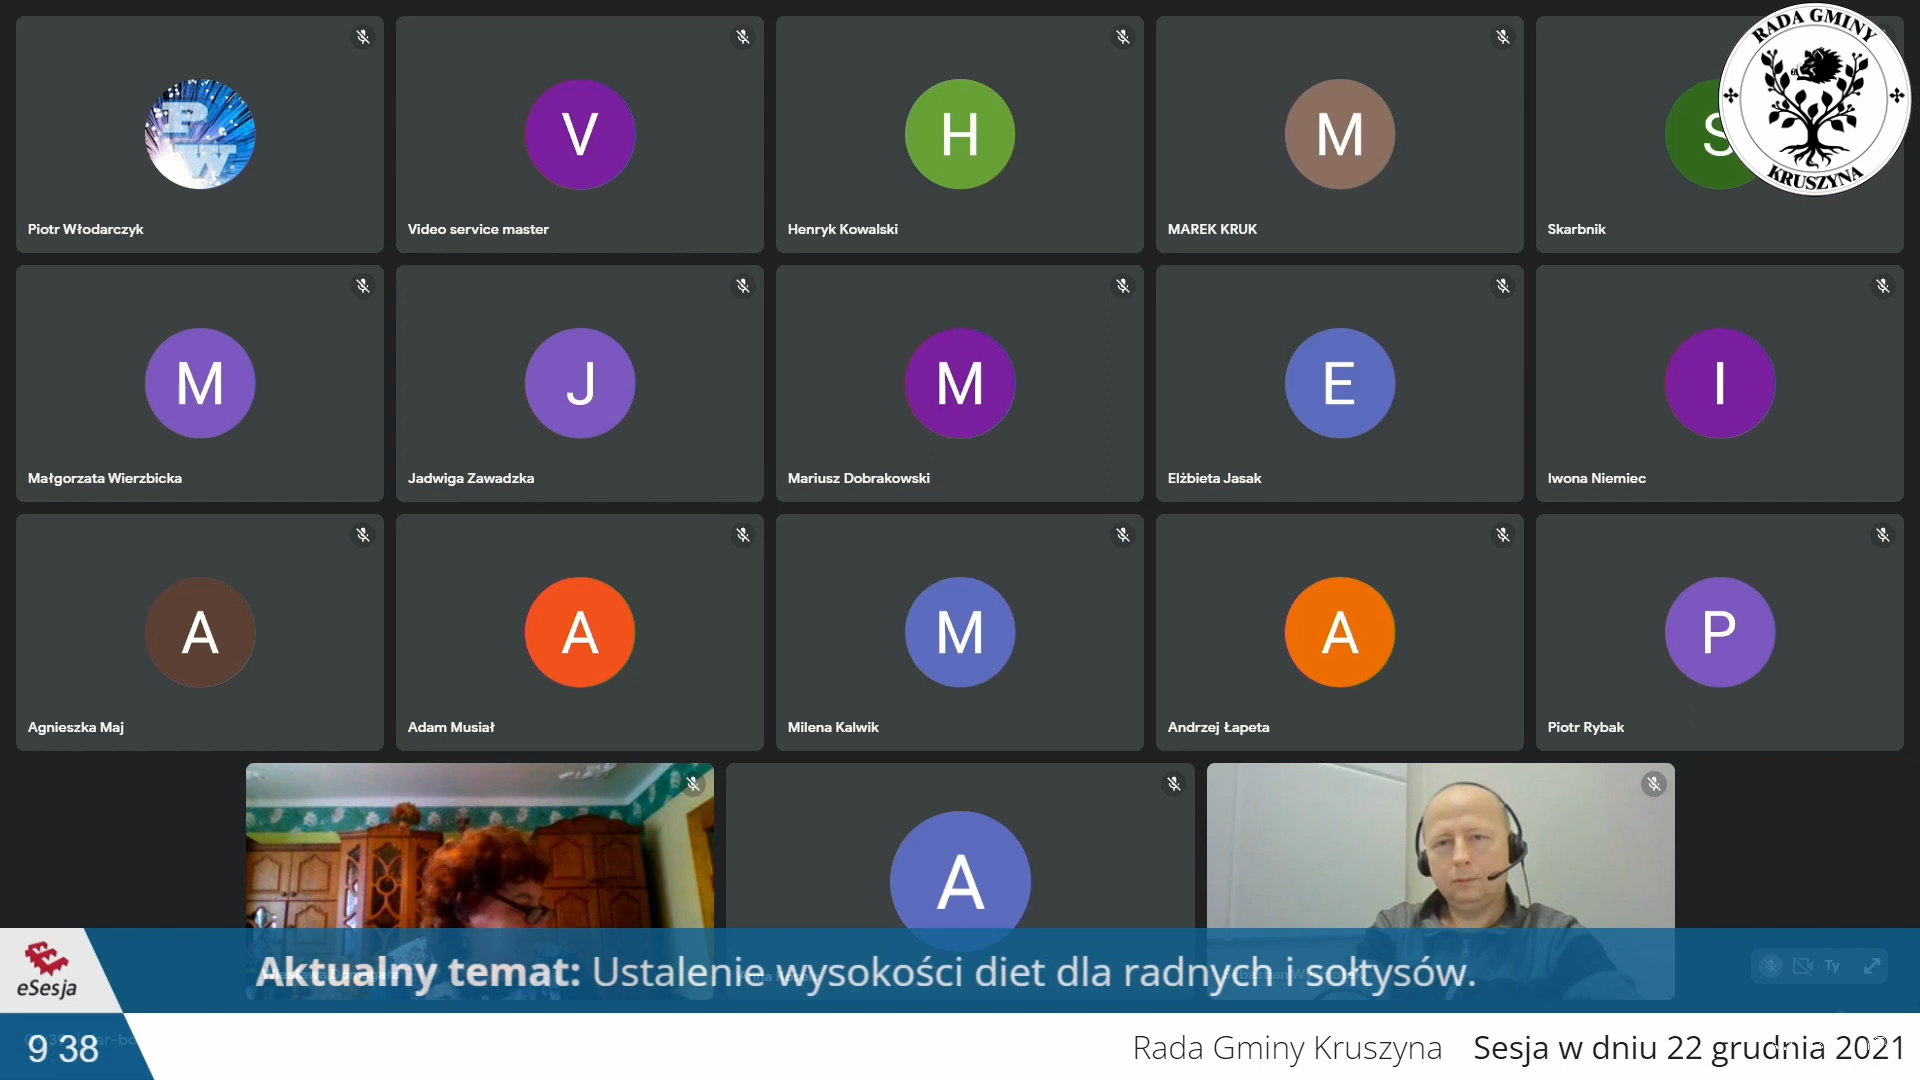 RADA GMINY
KRUSZYNA
P
W
V
H
M
S
Piotr Włodarczyk
Video service master
Henryk Kowalski
MAREK KRUK
Skarbnik
M
J
M
E
I
Małgorzata Wierzbicka
Jadwiga Zawadzka
Mariusz Dobrakowski
Elżbieta Jasak
Iwona Niemiec
A
A
M
A
P
Agnieszka Maj
Adam Musiał
Milena Kalwik
Andrzej Łapeta
Piotr Rybak
A
eSesja
Aktualny temat: Ustalenie wysokości diet dla radnych i sołtysów.
Ty
9 38
Rada Gminy Kruszyna Sesja w dniu 22 grudnia 2021